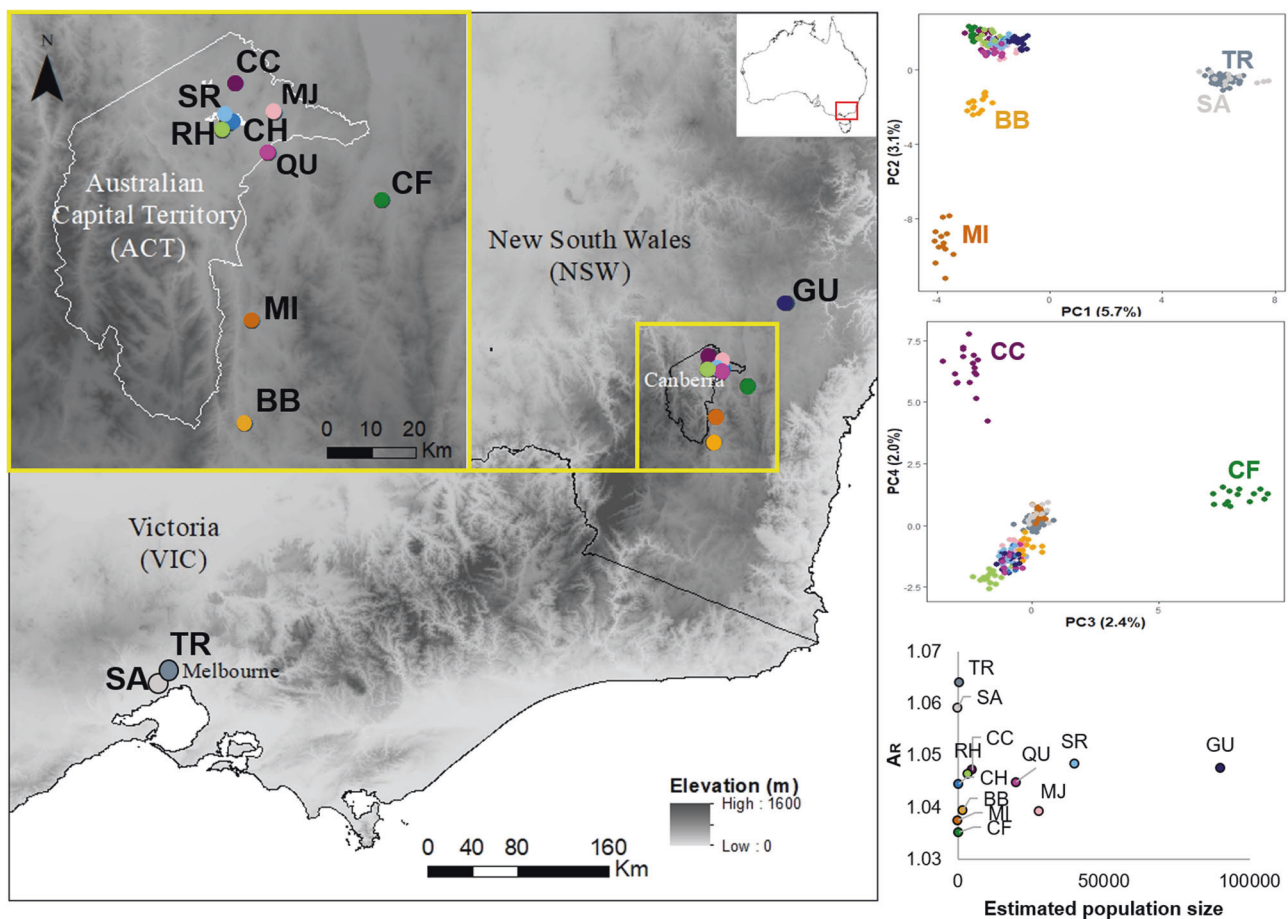 N
CC
SR
MJ
RH
CH
QU
CF
Australian
Capital Territory
(ACT)
MI
BB
0 10 20
Km
New South Wales
(NSW)
GU
Canberra
Victoria
(VIC)
TR
SA
Melbourne
Elevation (m)
High : 1600
Low : 0
0 40 80 160
Km
PC2 (3.1%)
0
-4
-8
TR
SA
BB
MI
-4 0 4 8
PC1 (5.7%)
PC4 (2.0%)
7.5
5.0
2.5
0.0
-2.5
CC
CF
0 5
PC3 (2.4%)
AR
1.07
1.06
1.05
1.04
1.03
TR
SA
RH
CC
CH
QU
SR
GU
BB
MJ
MI
CF
0 50000 100000
Estimated population size